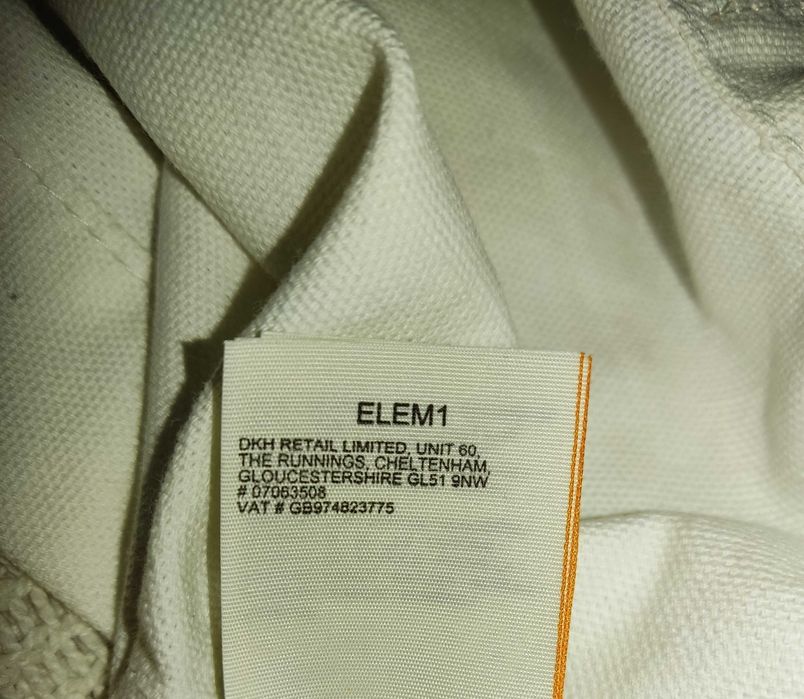 ELEM1
DKH RETAIL LIMITED, UNIT 60,
THE RUNNINGS, CHELTENHAM,
GLOUCESTERSHIRE GL51 9NW
# 07063508
VAT # GB974823775